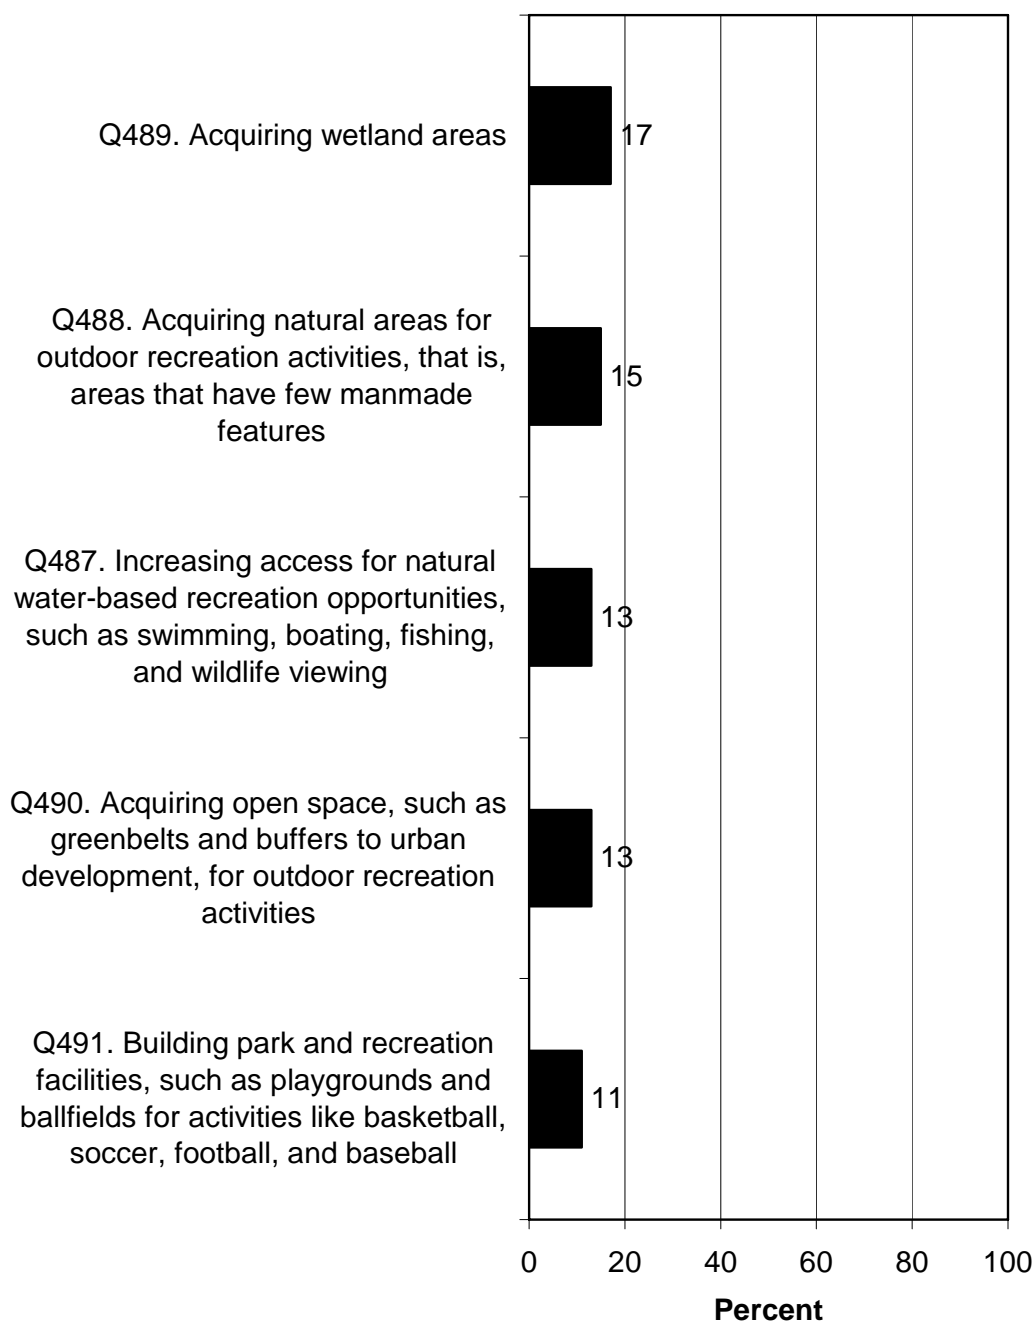 Q489. Acquiring wetland areas
17
Q488. Acquiring natural areas for
outdoor recreation activities, that is,
areas that have few manmade
features
15
Q487. Increasing access for natural
water-based recreation opportunities,
such as swimming, boating, fishing,
and wildlife viewing
13
Q490. Acquiring open space, such as
greenbelts and buffers to urban
development, for outdoor recreation
activities
13
Q491. Building park and recreation
facilities, such as playgrounds and
ballfields for activities like basketball,
soccer, football, and baseball
11
0 20 40 60 80 100
Percent